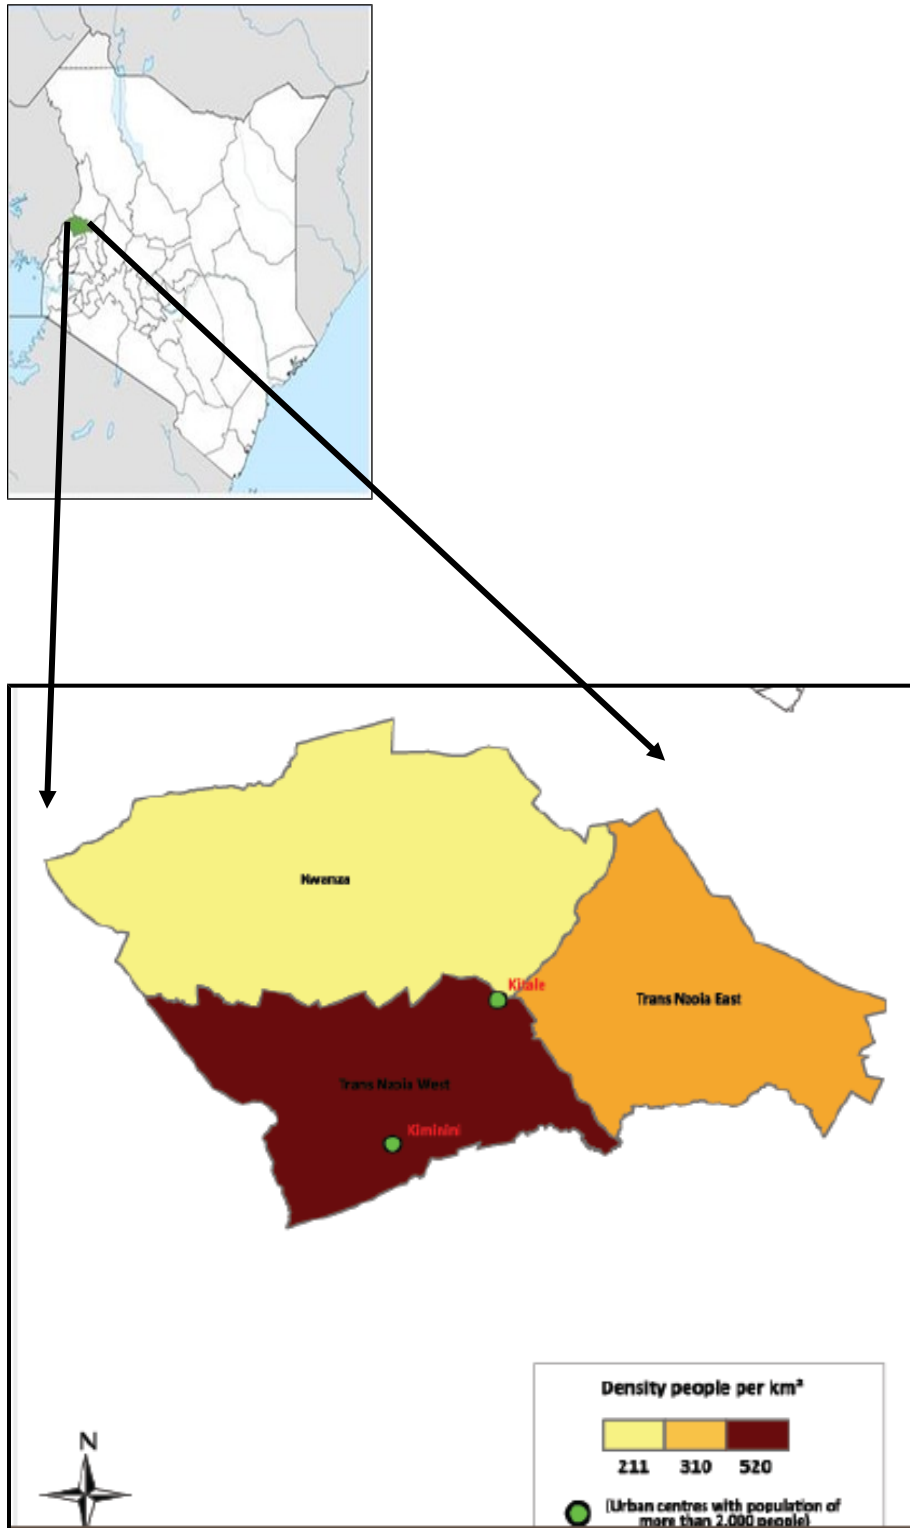 Nwanza
Kitale
Trans Nzoia East
Trans Nzoia West
Kiminini
Density people per km²
211 310 520
(Urban centres with population of
more than 2,000 people)
N